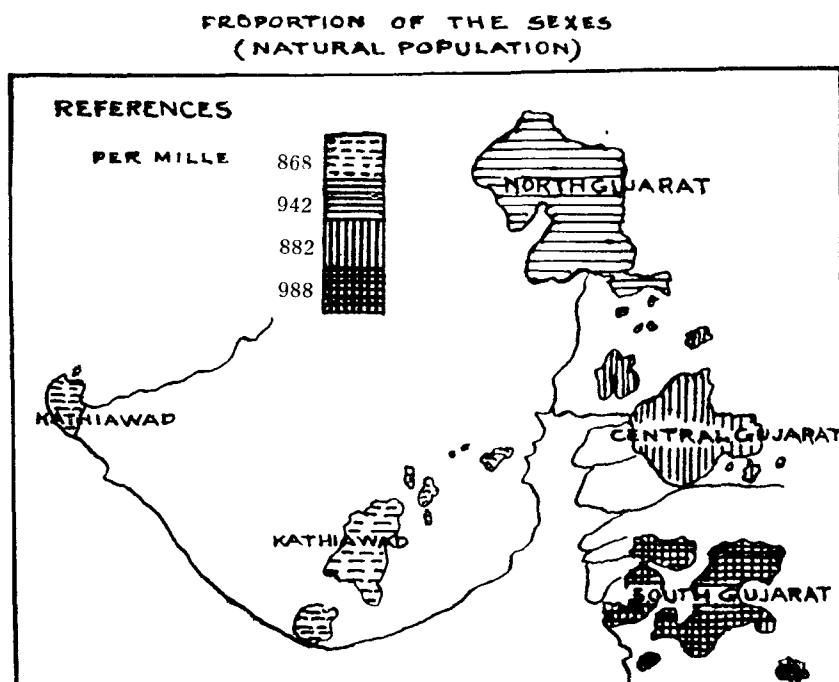 PROPORTION OF THE SEXES
(NATURAL POPULATION)
REFERENCES
PER MILLE
868
942
882
988
NORTH GUJARAT
KATHIAWAD
CENTRAL GUJARAT
KATHIAWAD
SOUTH GUJARAT